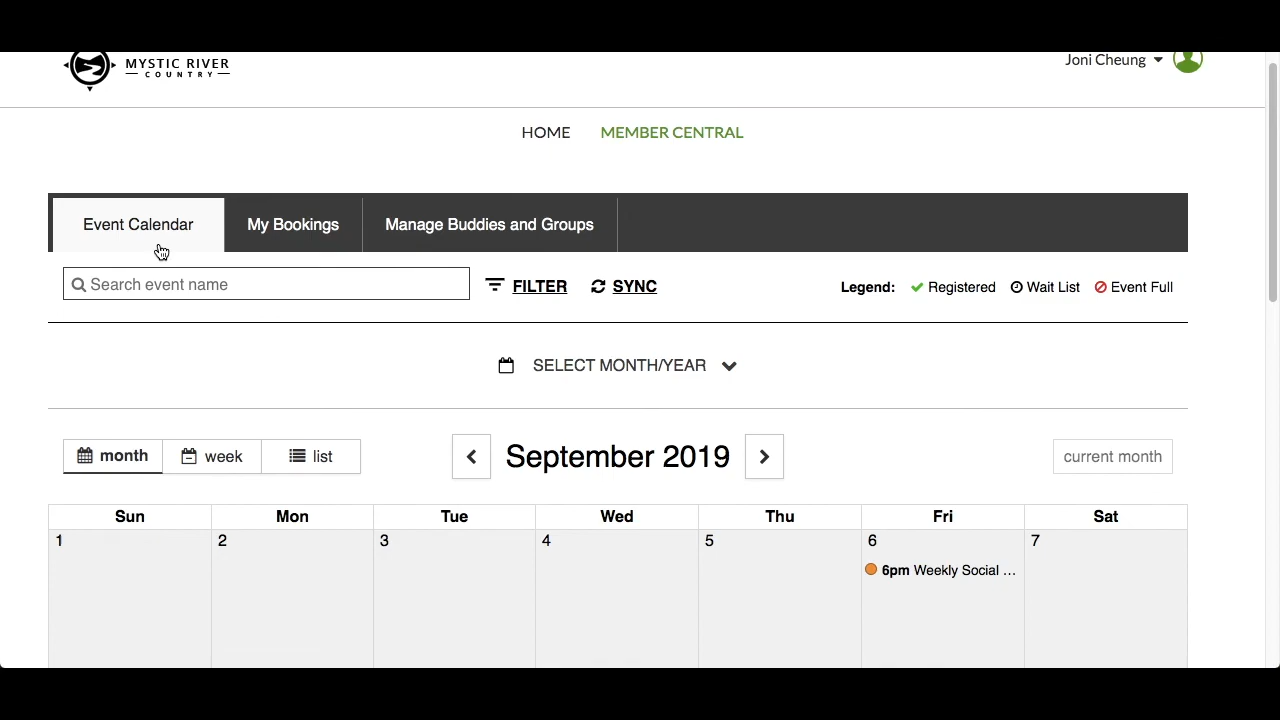 MYSTIC RIVER
COUNTRY
Joni Cheung
HOME MEMBER CENTRAL
Event Calendar My Bookings Manage Buddies and Groups
Search event name FILTER SYNC Legend: Registered Wait List Event Full
SELECT MONTH/YEAR
month week list September 2019 current month
Sun Mon Tue Wed Thu Fri Sat
1 2 3 4 5 6 7
6pm Weekly Social ...